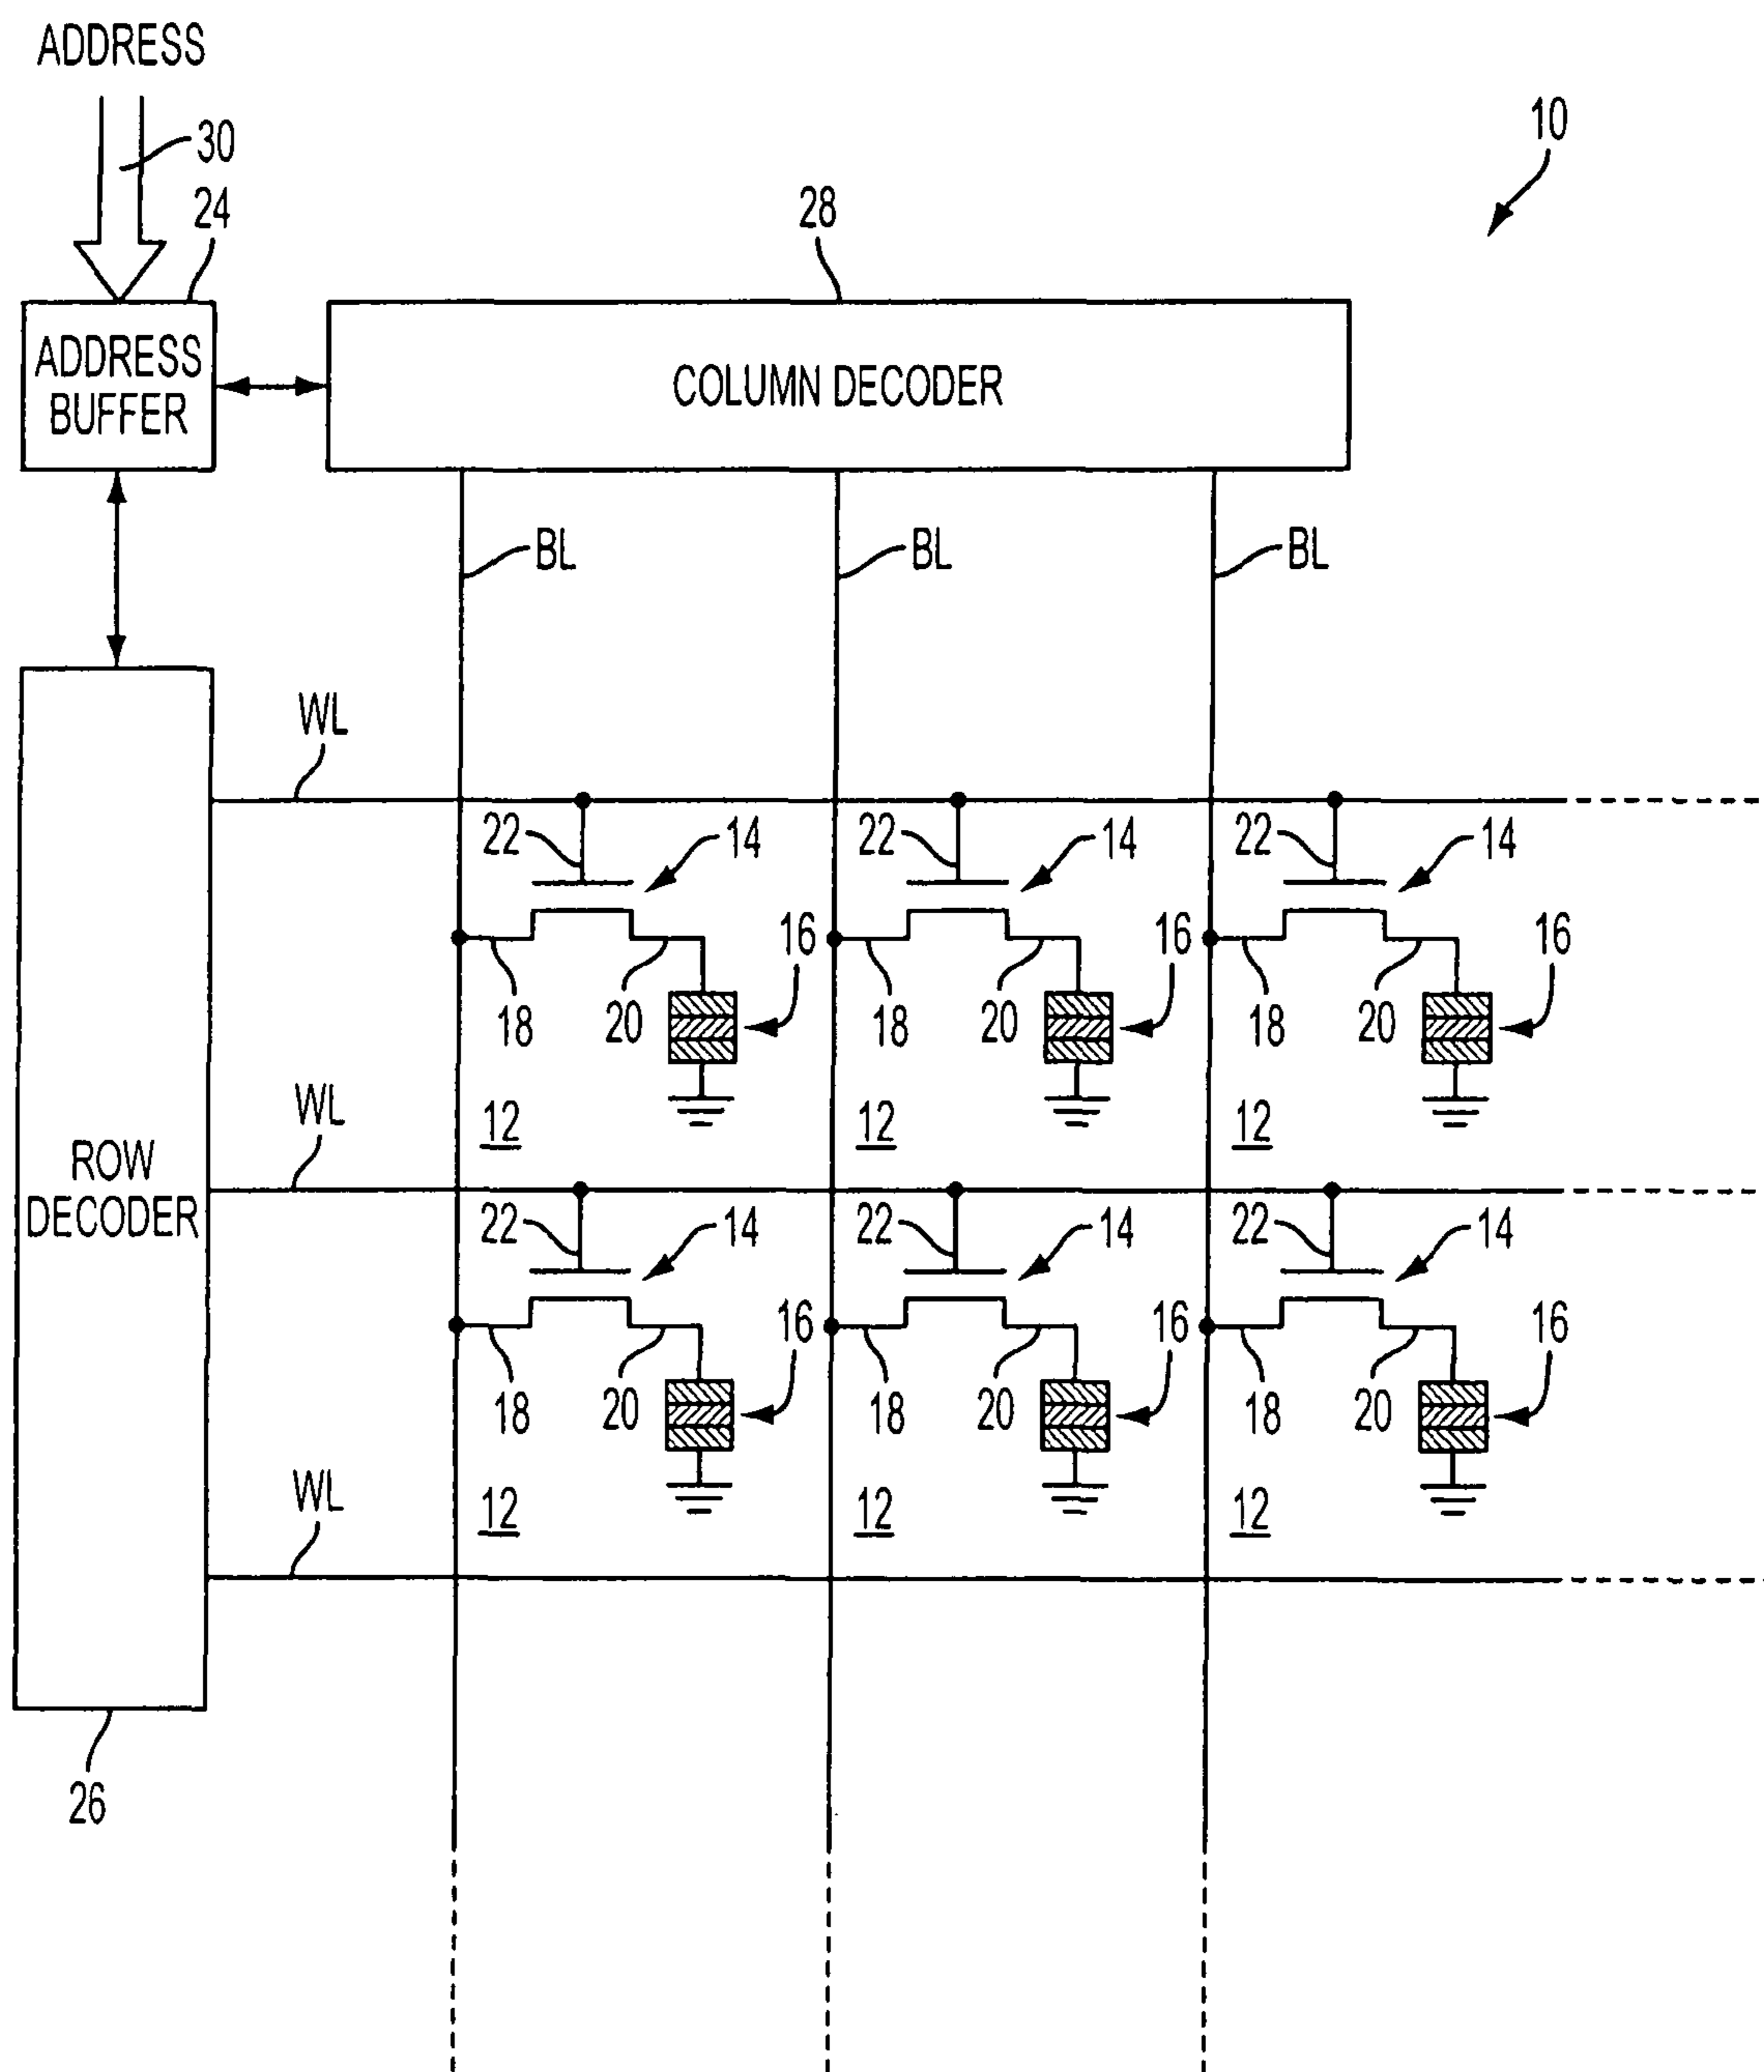 ADDRESS
10
30
24
28
ADDRESS
BUFFER
COLUMN DECODER
BL BL BL
WL
22 14 22 14 22 14
16 16 16
18 20 18 20 18 20
WL
12 12 12
ROW
DECODER
22 14 22 14 22 14
16 16 16
18 20 18 20 18 20
WL
12 12 12
26